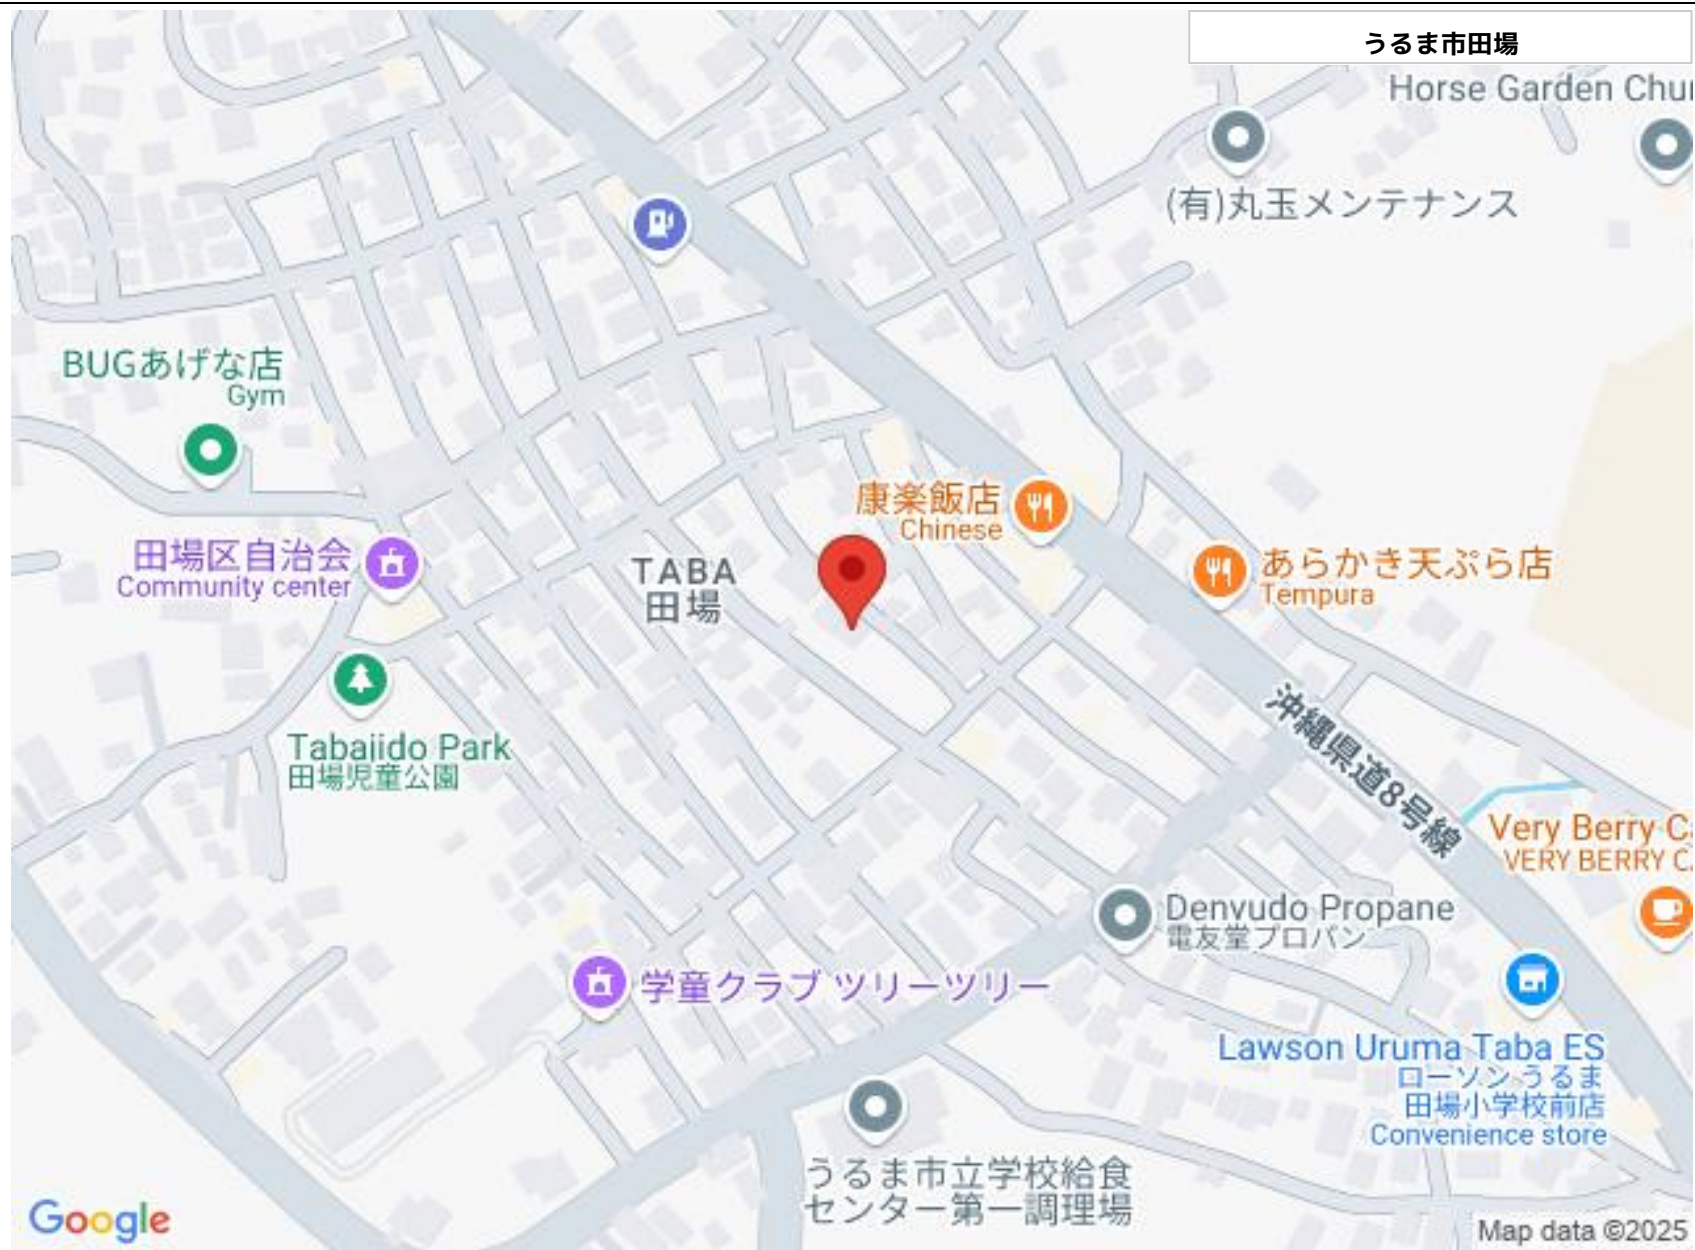 うるま市田場
Horse Garden Chur
(有)丸玉メンテナンス
BUGあげな店
Gym
康楽飯店
Chinese
田場区自治会
Community center
TABA
田場
あらかき天ぷら店
Tempura
Tabajido Park
田場児童公園
沖縄県道8号線
Very Berry Ca
VERY BERRY CA
Denyudo Propane
電友堂プロパン
学童クラブ ツリーツリー
Lawson Uruma Taba ES
ローソン うるま
田場小学校前店
Convenience store
うるま市立学校給食
センター第一調理場
Google
Map data ©2025